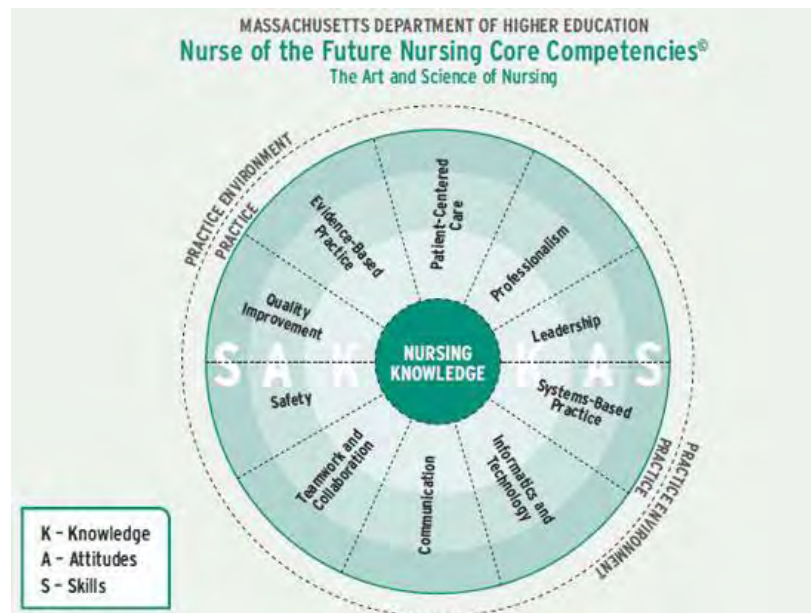 MASSACHUSETTS DEPARTMENT OF HIGHER EDUCATION
Nurse of the Future Nursing Core Competencies©
The Art and Science of Nursing
PRACTICE ENVIRONMENT
PRACTICE
Patient-Centered
Care
Professionalism
Leadership
Systems-Based
Practice
Informatics and
Technology
Communication
Teamwork and
Collaboration
Safety
Quality
Improvement
Evidence-Based
Practice
S A K
NURSING
KNOWLEDGE
K A S
PRACTICE
PRACTICE ENVIRONMENT
K – Knowledge
A – Attitudes
S – Skills